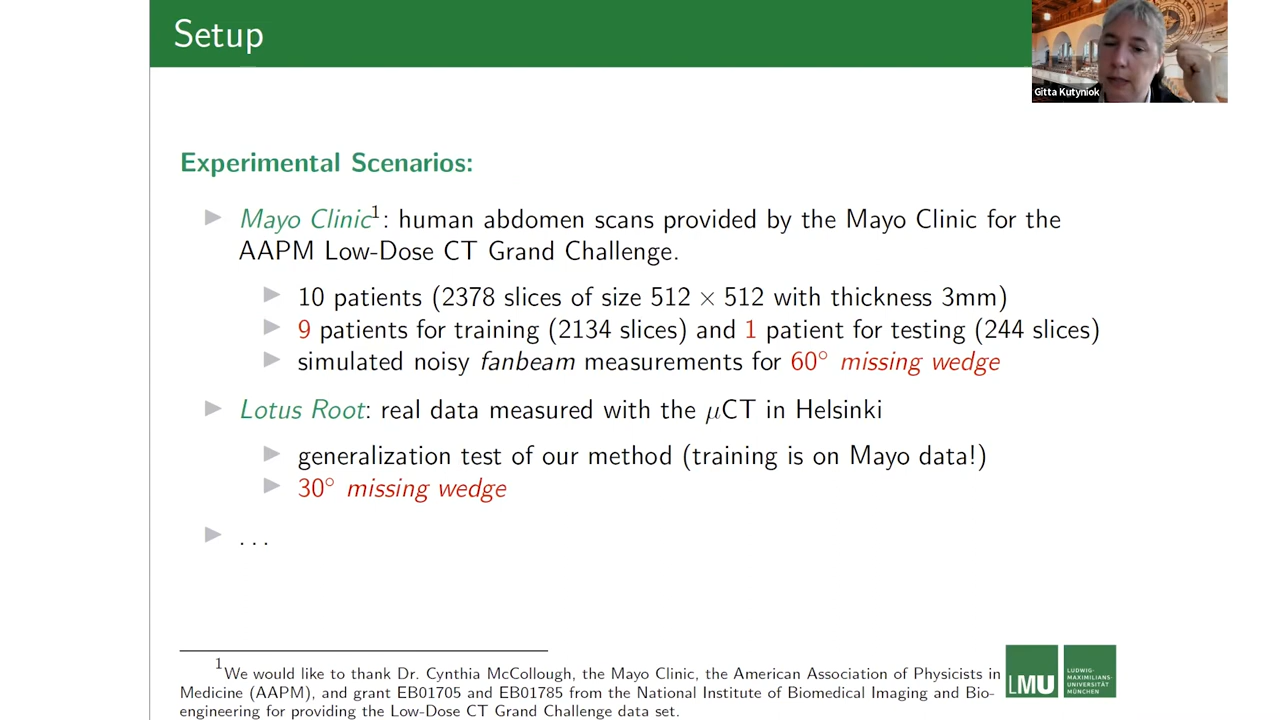 Setup
Gitta Kutyniok
Experimental Scenarios:
Mayo Clinic¹: human abdomen scans provided by the Mayo Clinic for the
AAPM Low-Dose CT Grand Challenge.
10 patients (2378 slices of size 512 × 512 with thickness 3mm)
9 patients for training (2134 slices) and 1 patient for testing (244 slices)
simulated noisy fanbeam measurements for 60° missing wedge
Lotus Root: real data measured with the μCT in Helsinki
generalization test of our method (training is on Mayo data!)
30° missing wedge
...
¹We would like to thank Dr. Cynthia McCollough, the Mayo Clinic, the American Association of Physicists in
Medicine (AAPM), and grant EB01705 and EB01785 from the National Institute of Biomedical Imaging and Bio-
engineering for providing the Low-Dose CT Grand Challenge data set.
LMU
LUDWIG-
MAXIMILIANS-
UNIVERSITÄT
MÜNCHEN